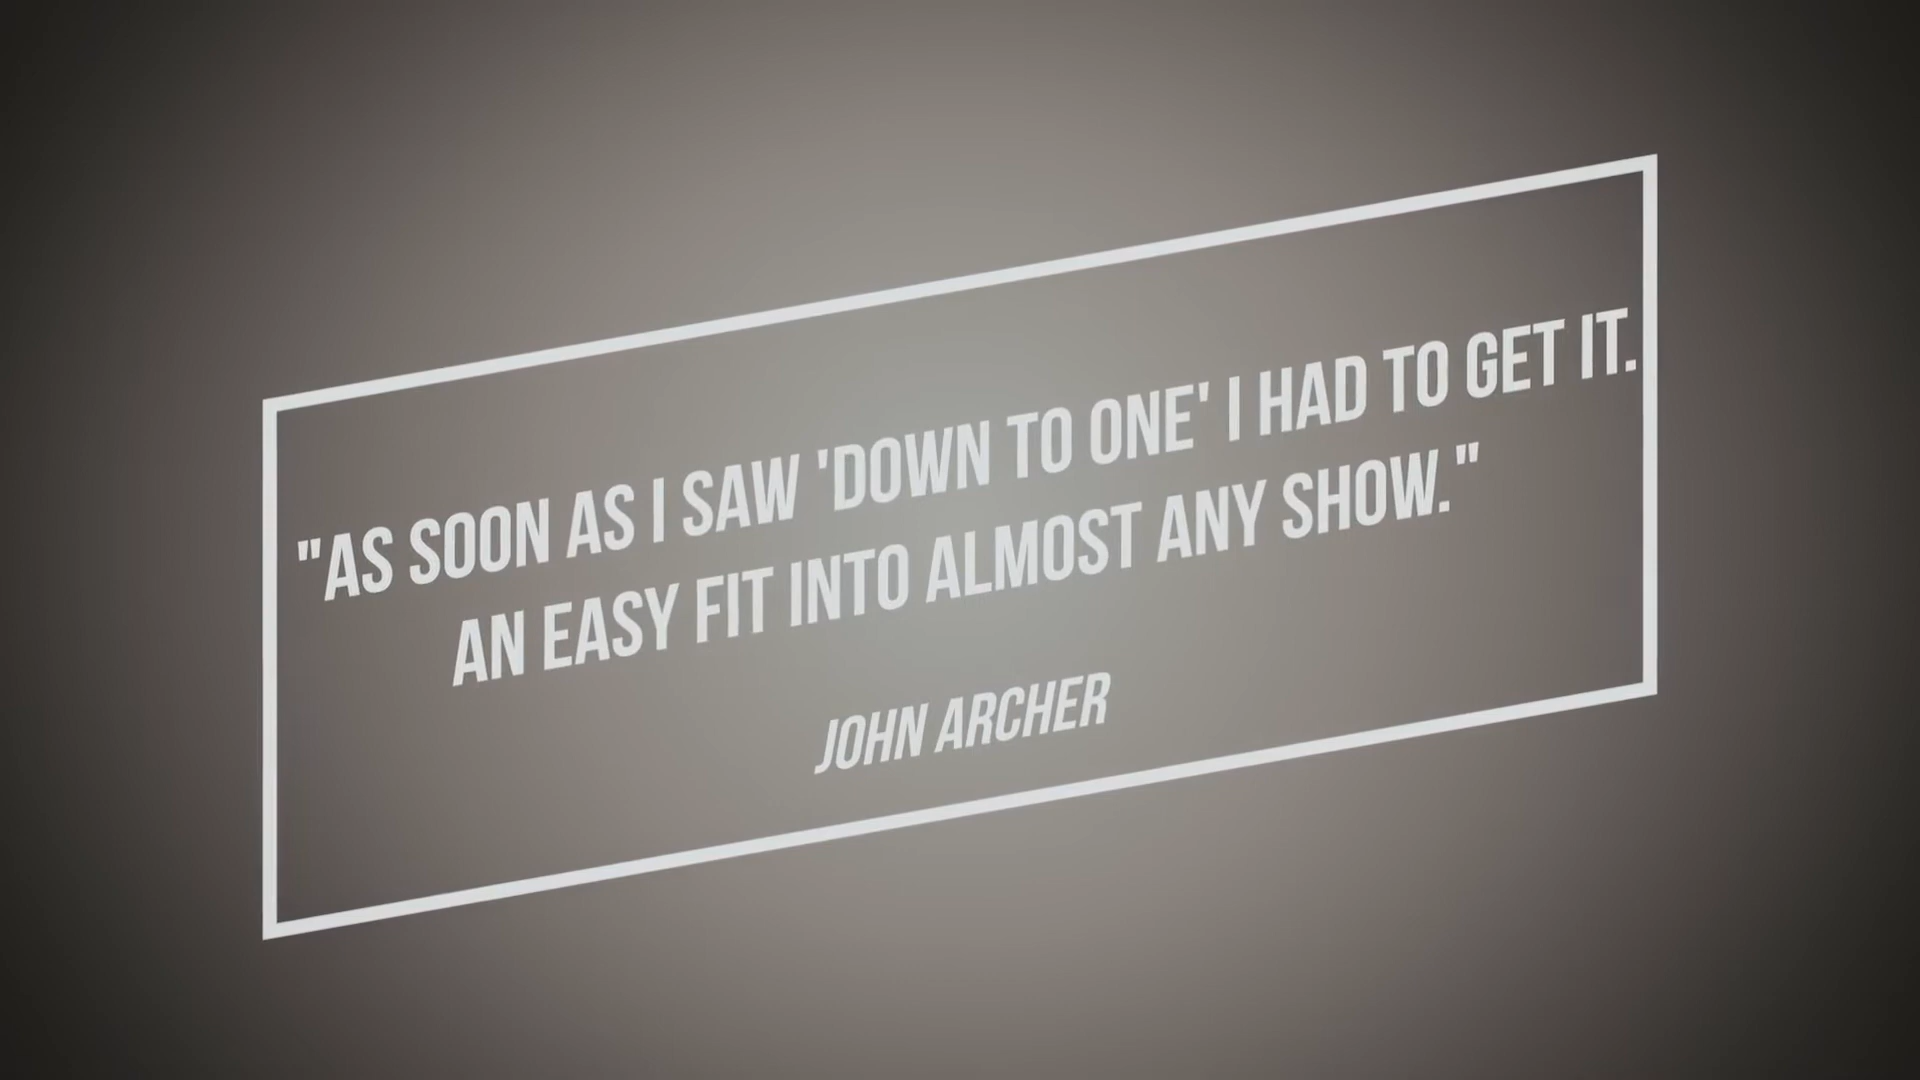 "AS SOON AS I SAW 'DOWN TO ONE' I HAD TO GET IT.
AN EASY FIT INTO ALMOST ANY SHOW."
JOHN ARCHER